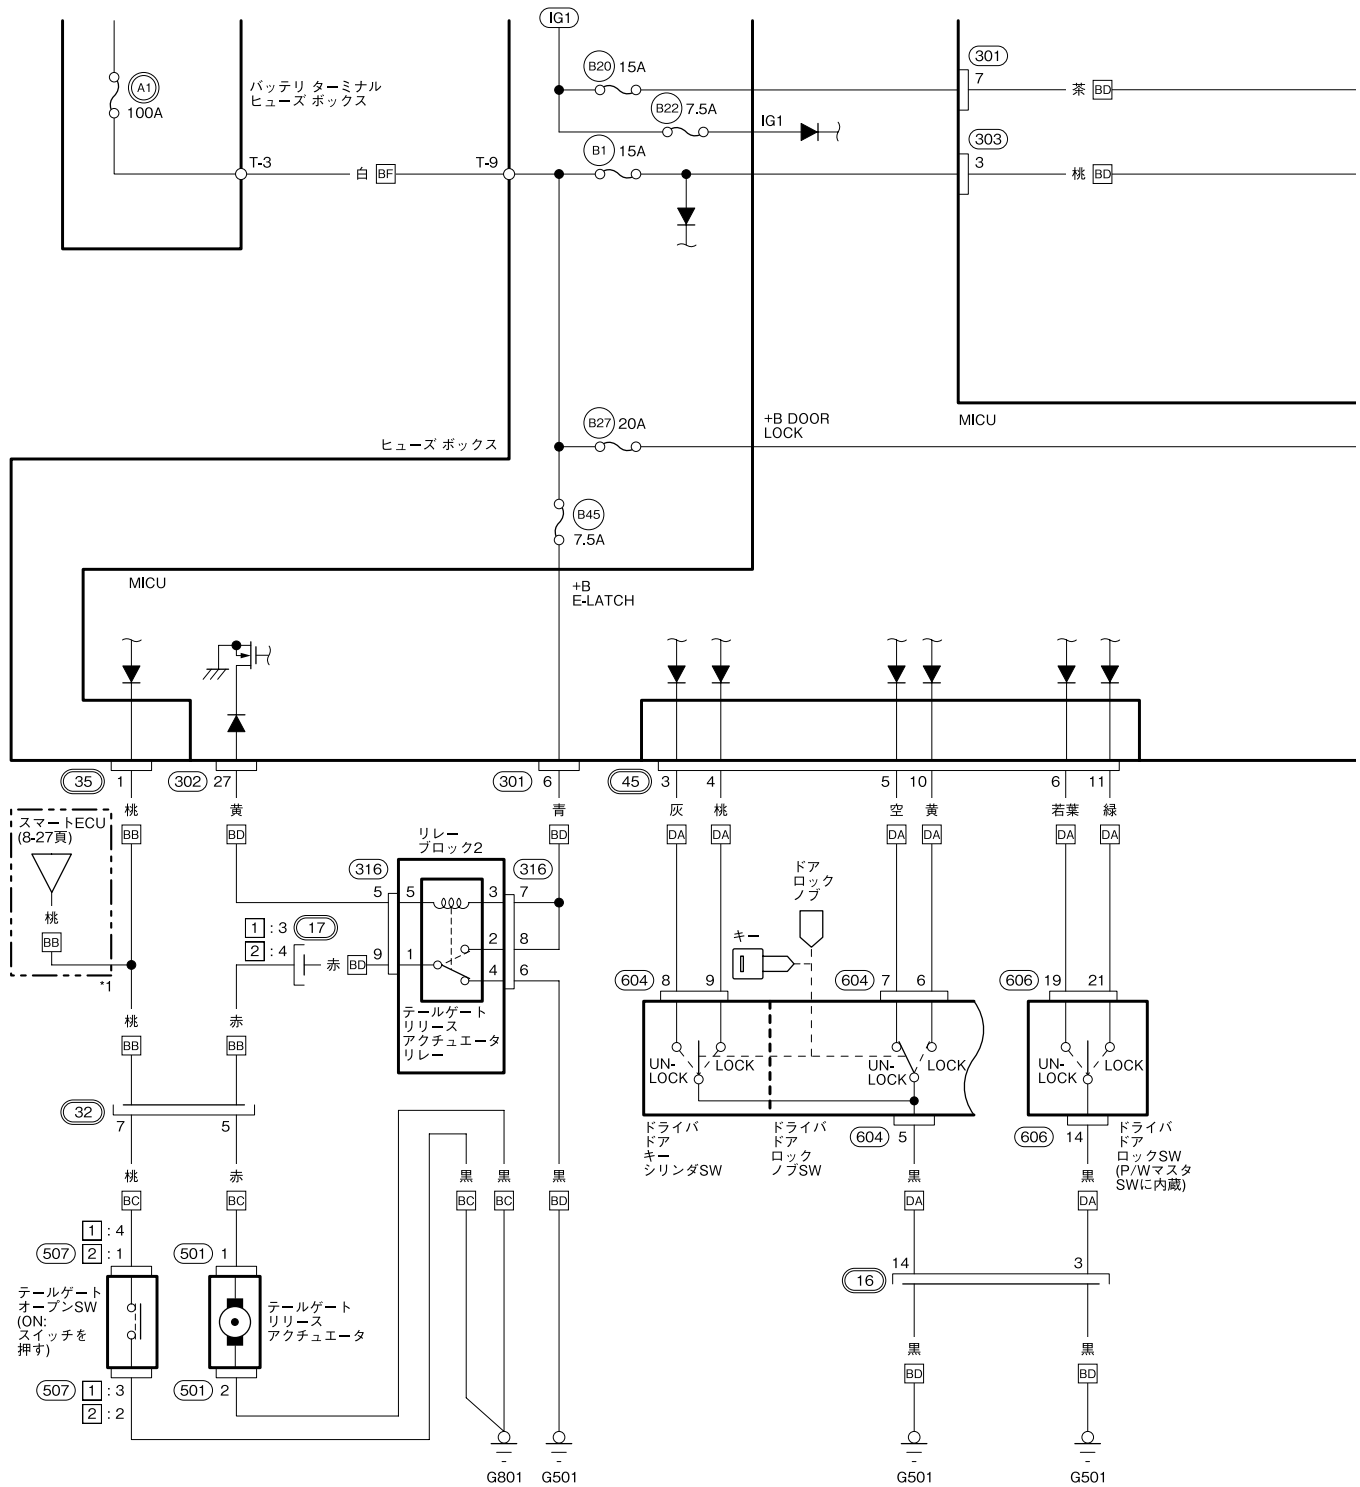 IG1
A1
100A
バッテリ ターミナル
ヒューズ ボックス
B20 15A
B22 7.5A
IG1
B1 15A
301
7
茶 BD
303
3
桃 BD
T-3
白 BF
T-9
MICU
B27 20A
+B DOOR
LOCK
ヒューズ ボックス
B45
7.5A
MICU
+B
E-LATCH
35 1
302 27
301 6
45 3 4 5 10 6 11
桃
黄
青
灰
桃
空
黄
若葉
緑
BB
BD
BD
DA
DA
DA
DA
DA
DA
スマートECU
(8-27頁)
桃
BB
*1
リレー
ブロック2
316
316
5 5 3 7
2 8
9 1
4 6
1 : 3 17
2 : 4
赤 BD
テールゲート
リリース
アクチュエータ
リレー
ドア
ロック
ノブ
キー
604 8 9
604 7 6
606 19 21
UN-
LOCK
LOCK
UN-
LOCK
LOCK
UN-
LOCK
LOCK
桃
赤
BB
BB
32
7 5
ドライバ
ドア
キー
シリンダSW
ドライバ
ドア
ロック
ノブSW
604 5
606 14
ドライバ
ドア
ロックSW
(P/Wマスタ
SWに内蔵)
桃
赤
黒
黒
黒
黒
黒
BC
BC
BC
BC
BD
DA
DA
1 : 4
507 2 : 1
501 1
14 3
16
テールゲート
オープンSW
(ON:
スイッチを
押す)
テールゲート
リリース
アクチュエータ
黒
黒
BD
BD
507 1 : 3
2 : 2
501 2
G801
G501
G501
G501